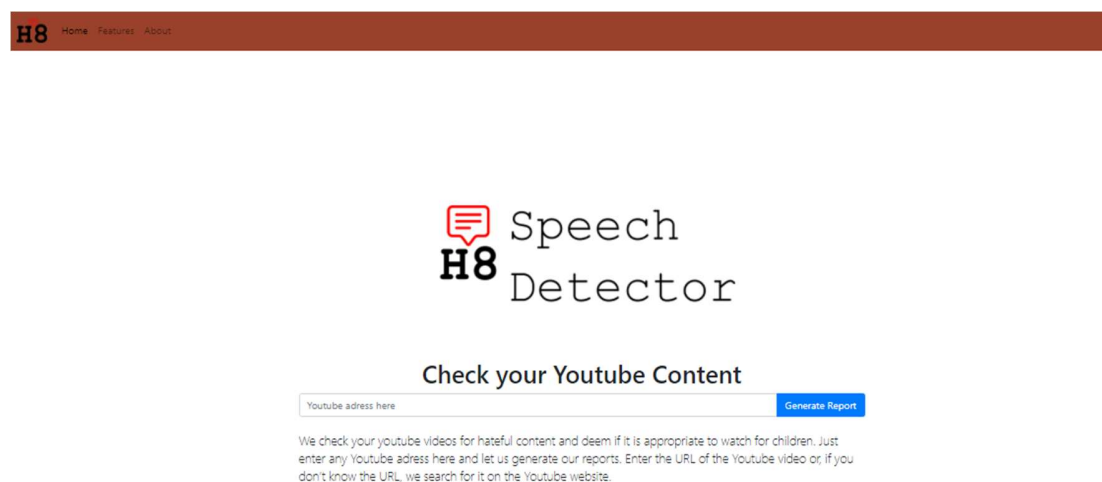 H8 Home Features About
Speech
H8
Detector
Check your Youtube Content
Youtube adress here Generate Report
We check your youtube videos for hateful content and deem if it is appropriate to watch for children. Just
enter any Youtube adress here and let us generate our reports. Enter the URL of the Youtube video or, if you
don't know the URL, we search for it on the Youtube website.